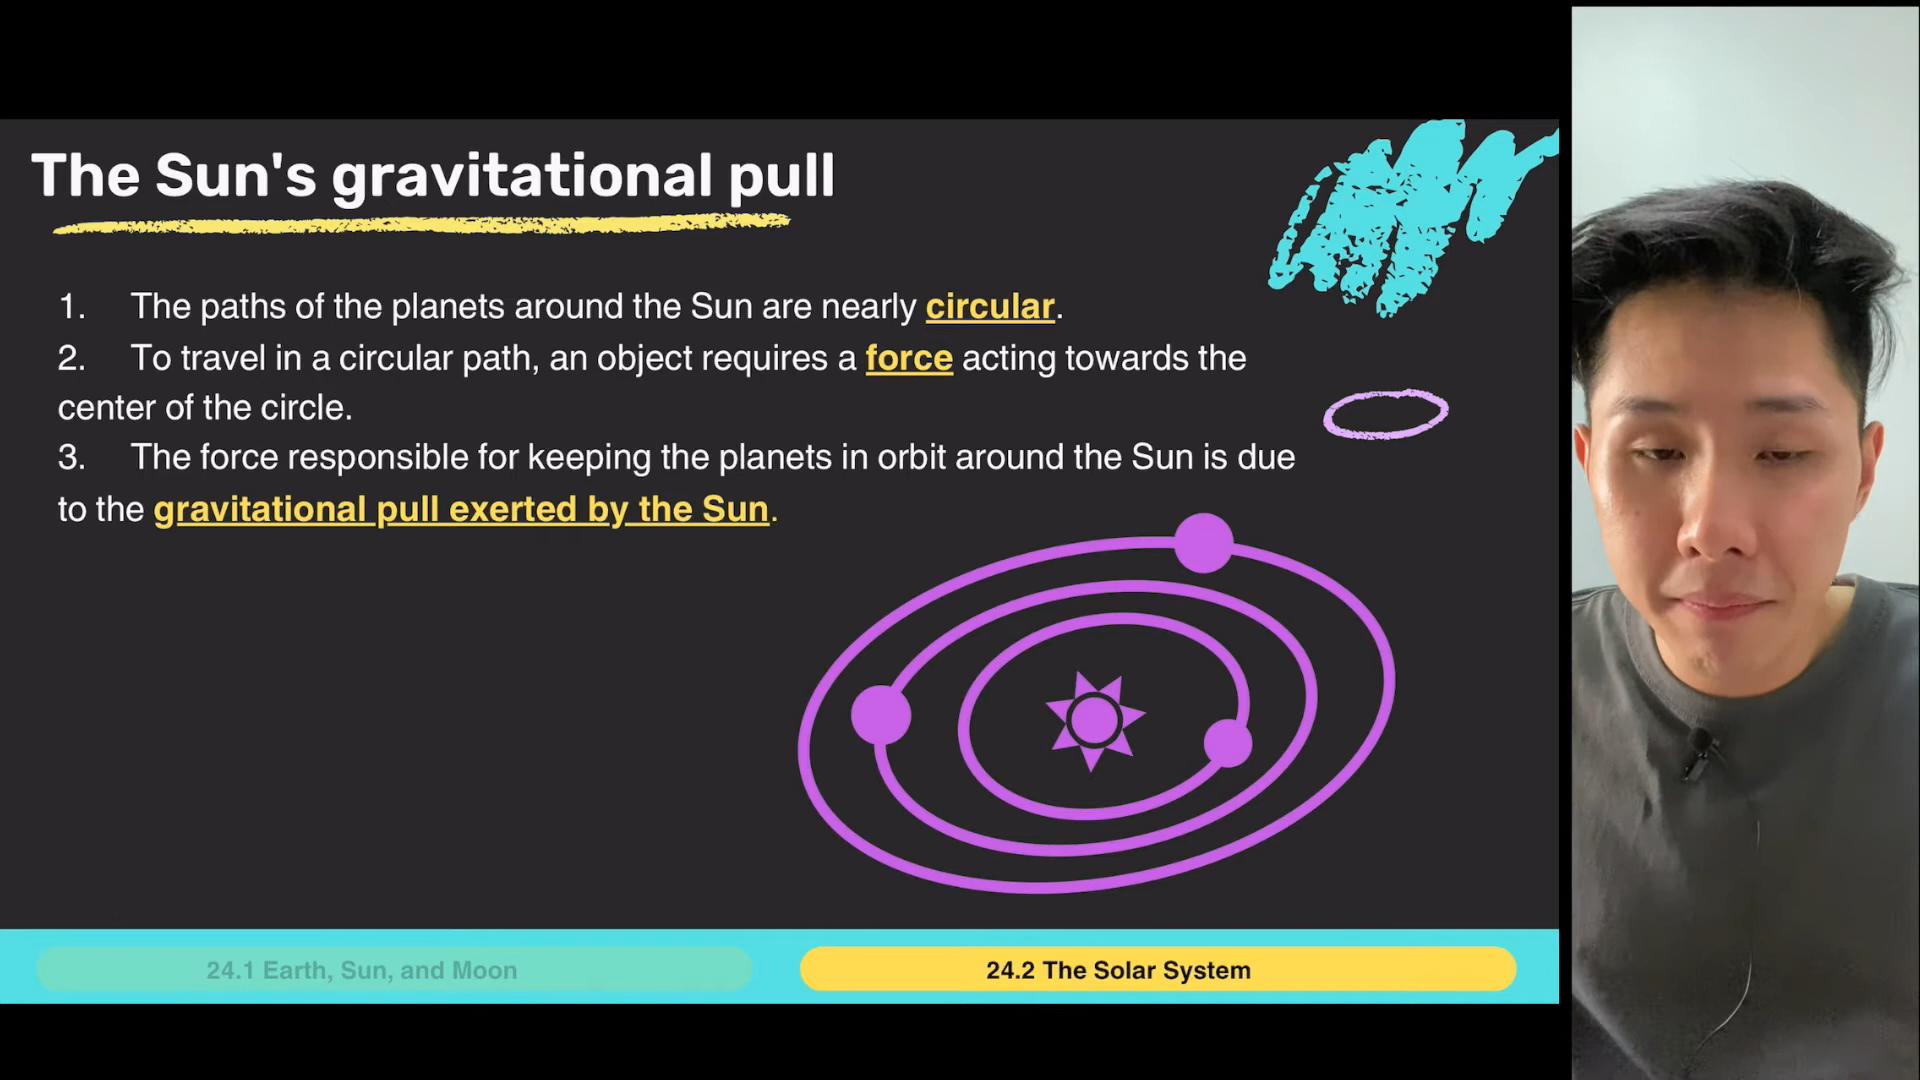 The Sun's gravitational pull
1. The paths of the planets around the Sun are nearly circular.
2. To travel in a circular path, an object requires a force acting towards the
center of the circle.
3. The force responsible for keeping the planets in orbit around the Sun is due
to the gravitational pull exerted by the Sun.
24.1 Earth, Sun, and Moon
24.2 The Solar System